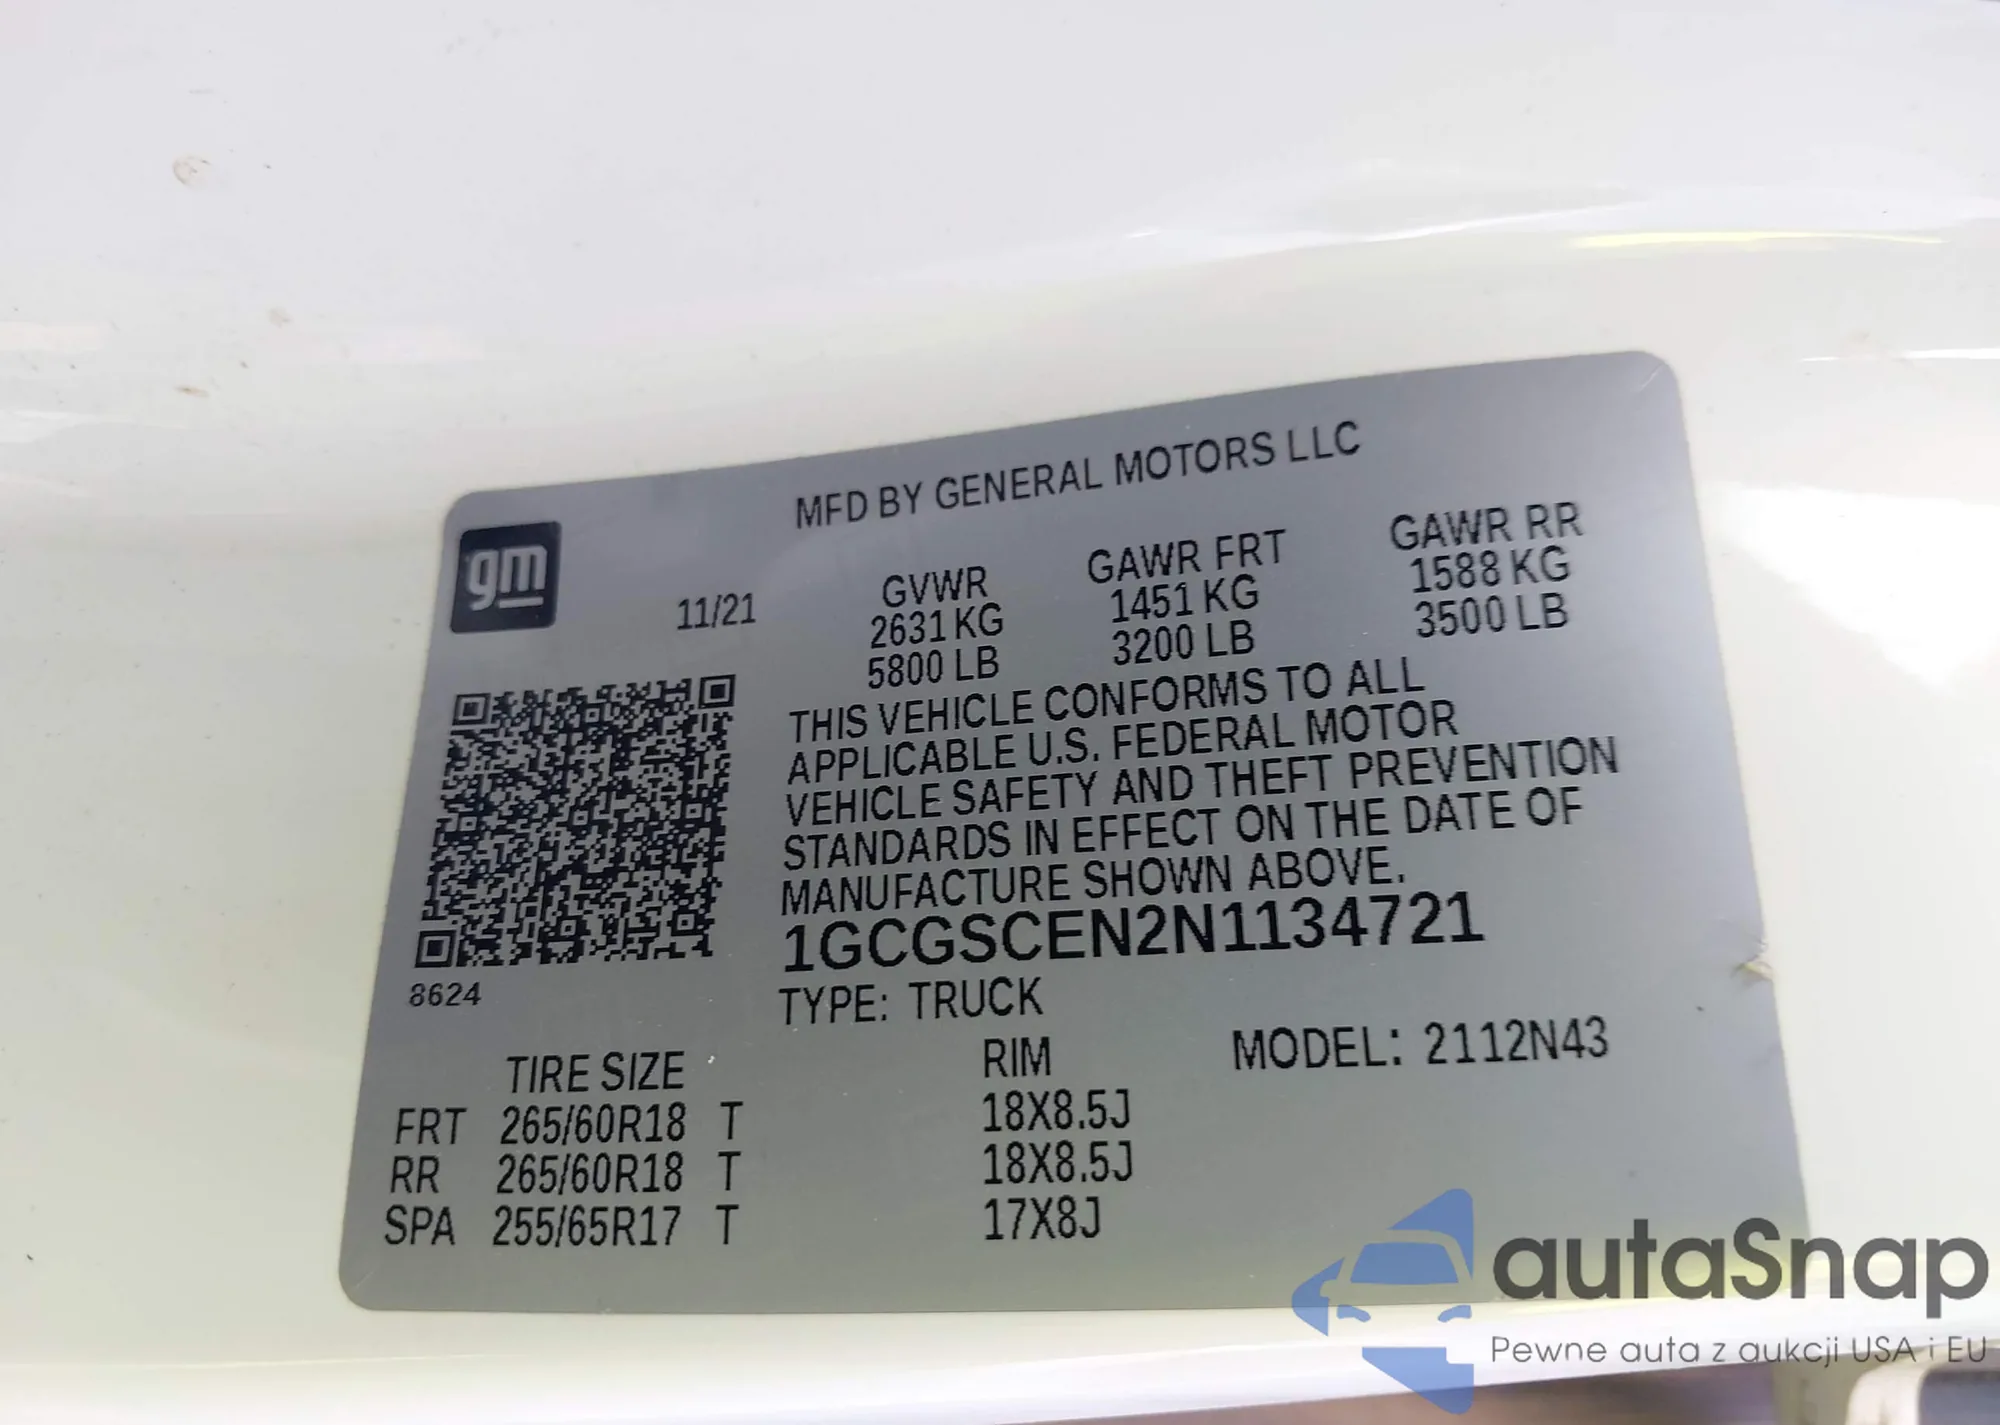 MFD BY GENERAL MOTORS LLC
gm
11/21
GVWR GAWR FRT GAWR RR
2631 KG 1451 KG 1588 KG
5800 LB 3200 LB 3500 LB
THIS VEHICLE CONFORMS TO ALL
APPLICABLE U.S. FEDERAL MOTOR
VEHICLE SAFETY AND THEFT PREVENTION
STANDARDS IN EFFECT ON THE DATE OF
MANUFACTURE SHOWN ABOVE.
1GCGSCEN2N1134721
8624
TYPE: TRUCK
TIRE SIZE RIM MODEL: 2112N43
FRT 265/60R18 T 18X8.5J
RR 265/60R18 T 18X8.5J
SPA 255/65R17 T 17X8J
autaSnap
Pewne auta z aukcji USA i EU